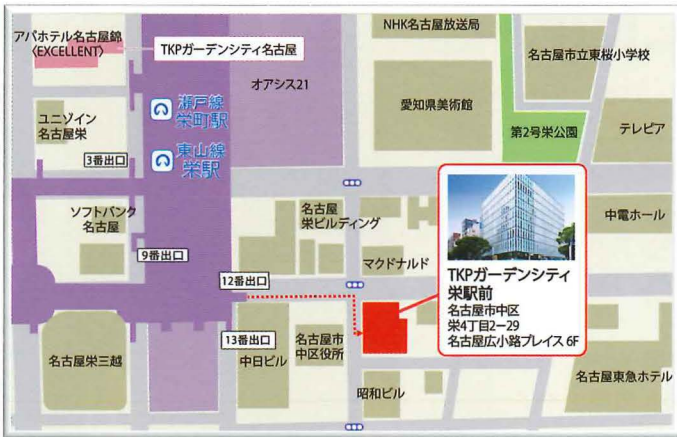 アパホテル名古屋錦
〈EXCELLENT〉
TKPガーデンシティ名古屋
NHK名古屋放送局
名古屋市立東桜小学校
オアシス21
瀬戸線
栄町駅
愛知県美術館
ユニゾイン
名古屋栄
第2号栄公園
テレピア
東山線
栄駅
3番出口
ソフトバンク
名古屋
名古屋
栄ビルディング
中電ホール
9番出口
マクドナルド
12番出口
TKPガーデンシティ
栄駅前
名古屋市中区
栄4丁目2−29
名古屋広小路プレイス 6F
13番出口
名古屋栄三越
中日ビル
名古屋市
中区役所
昭和ビル
名古屋東急ホテル